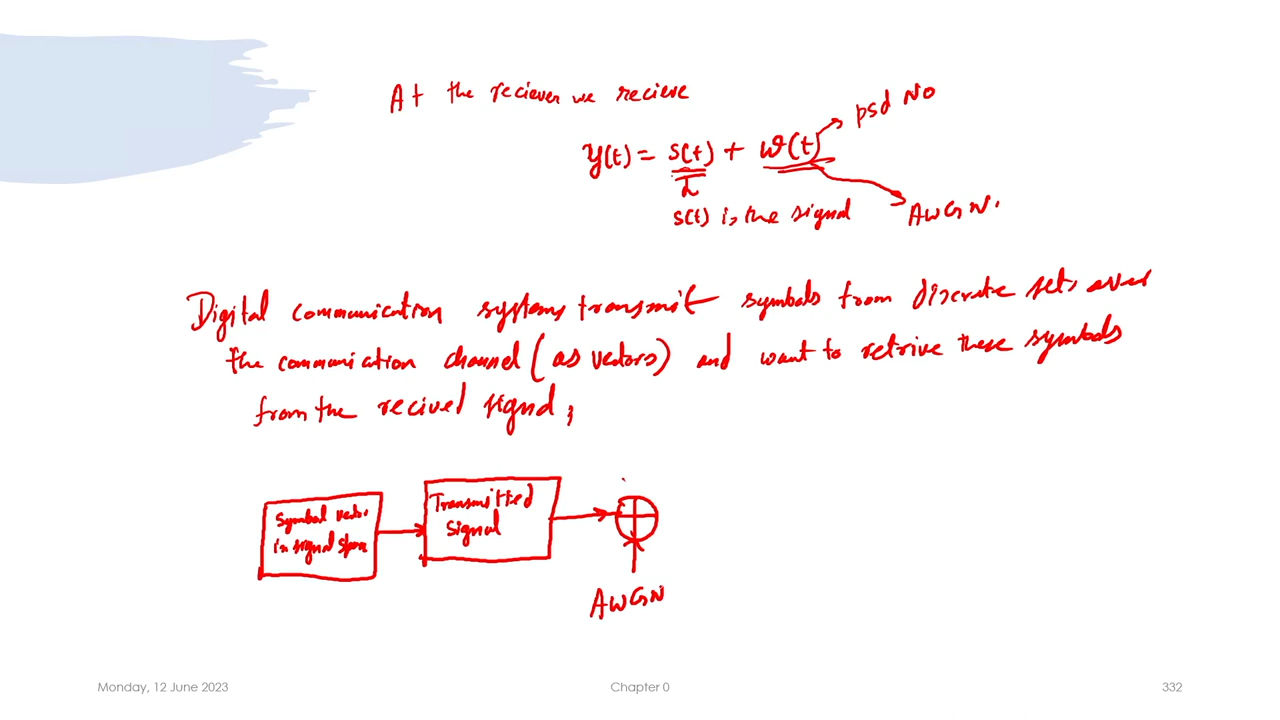 At the reciever we recieve
psd No
y(t) = s(t) + w(t)
s(t) is the signal
AWGN.
Digital communication systems transmit symbols from discrete sets over
the communication channel (as vectors) and want to retrive these symbols
from the recived signal;
Symbol vector
in signal space
Transmitted
Signal
AWGN
Monday, 12 June 2023
Chapter 0
332